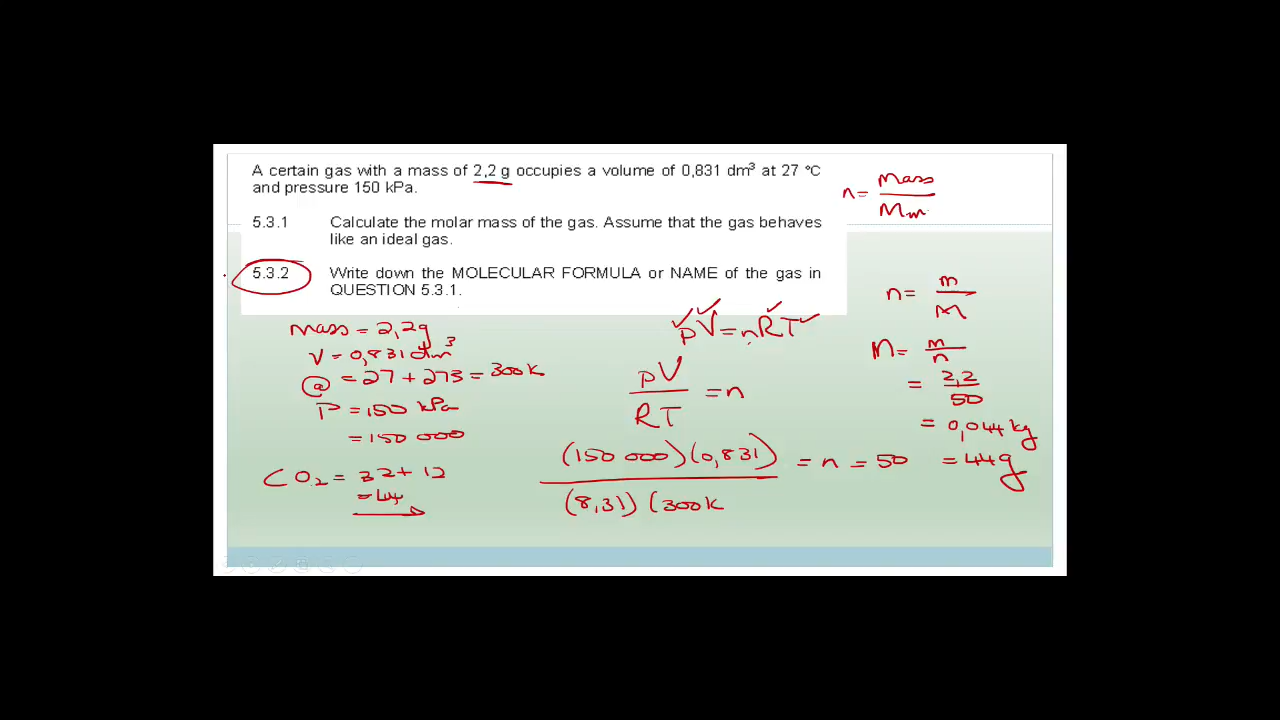 A certain gas with a mass of 2,2 g occupies a volume of 0,831 dm³ at 27 °C
and pressure 150 kPa.
n = mass / Mm
5.3.1 Calculate the molar mass of the gas. Assume that the gas behaves
like an ideal gas.
5.3.2 Write down the MOLECULAR FORMULA or NAME of the gas in
QUESTION 5.3.1.
mass = 2,2g
V = 0,831 dm³
@ = 27 + 273 = 300K
P = 150 kPa
= 150 000
CO₂ = 32 + 12
= 44
pV = nRT
pV / RT = n
(150 000)(0,831) / (8,31)(300K = n = 50
n = m / M
M = m / n
= 2,2 / 50
= 0,044 kg
= 44g